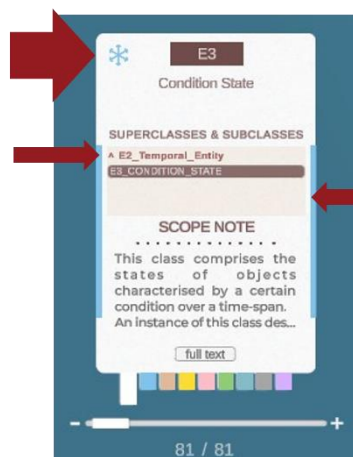 E3
Condition State
SUPERCLASSES & SUBCLASSES
^ E2_Temporal_Entity
E3_CONDITION_STATE
SCOPE NOTE
This class comprises the
states of objects
characterised by a certain
condition over a time-span.
An instance of this class des...
full text
- +
81 / 81